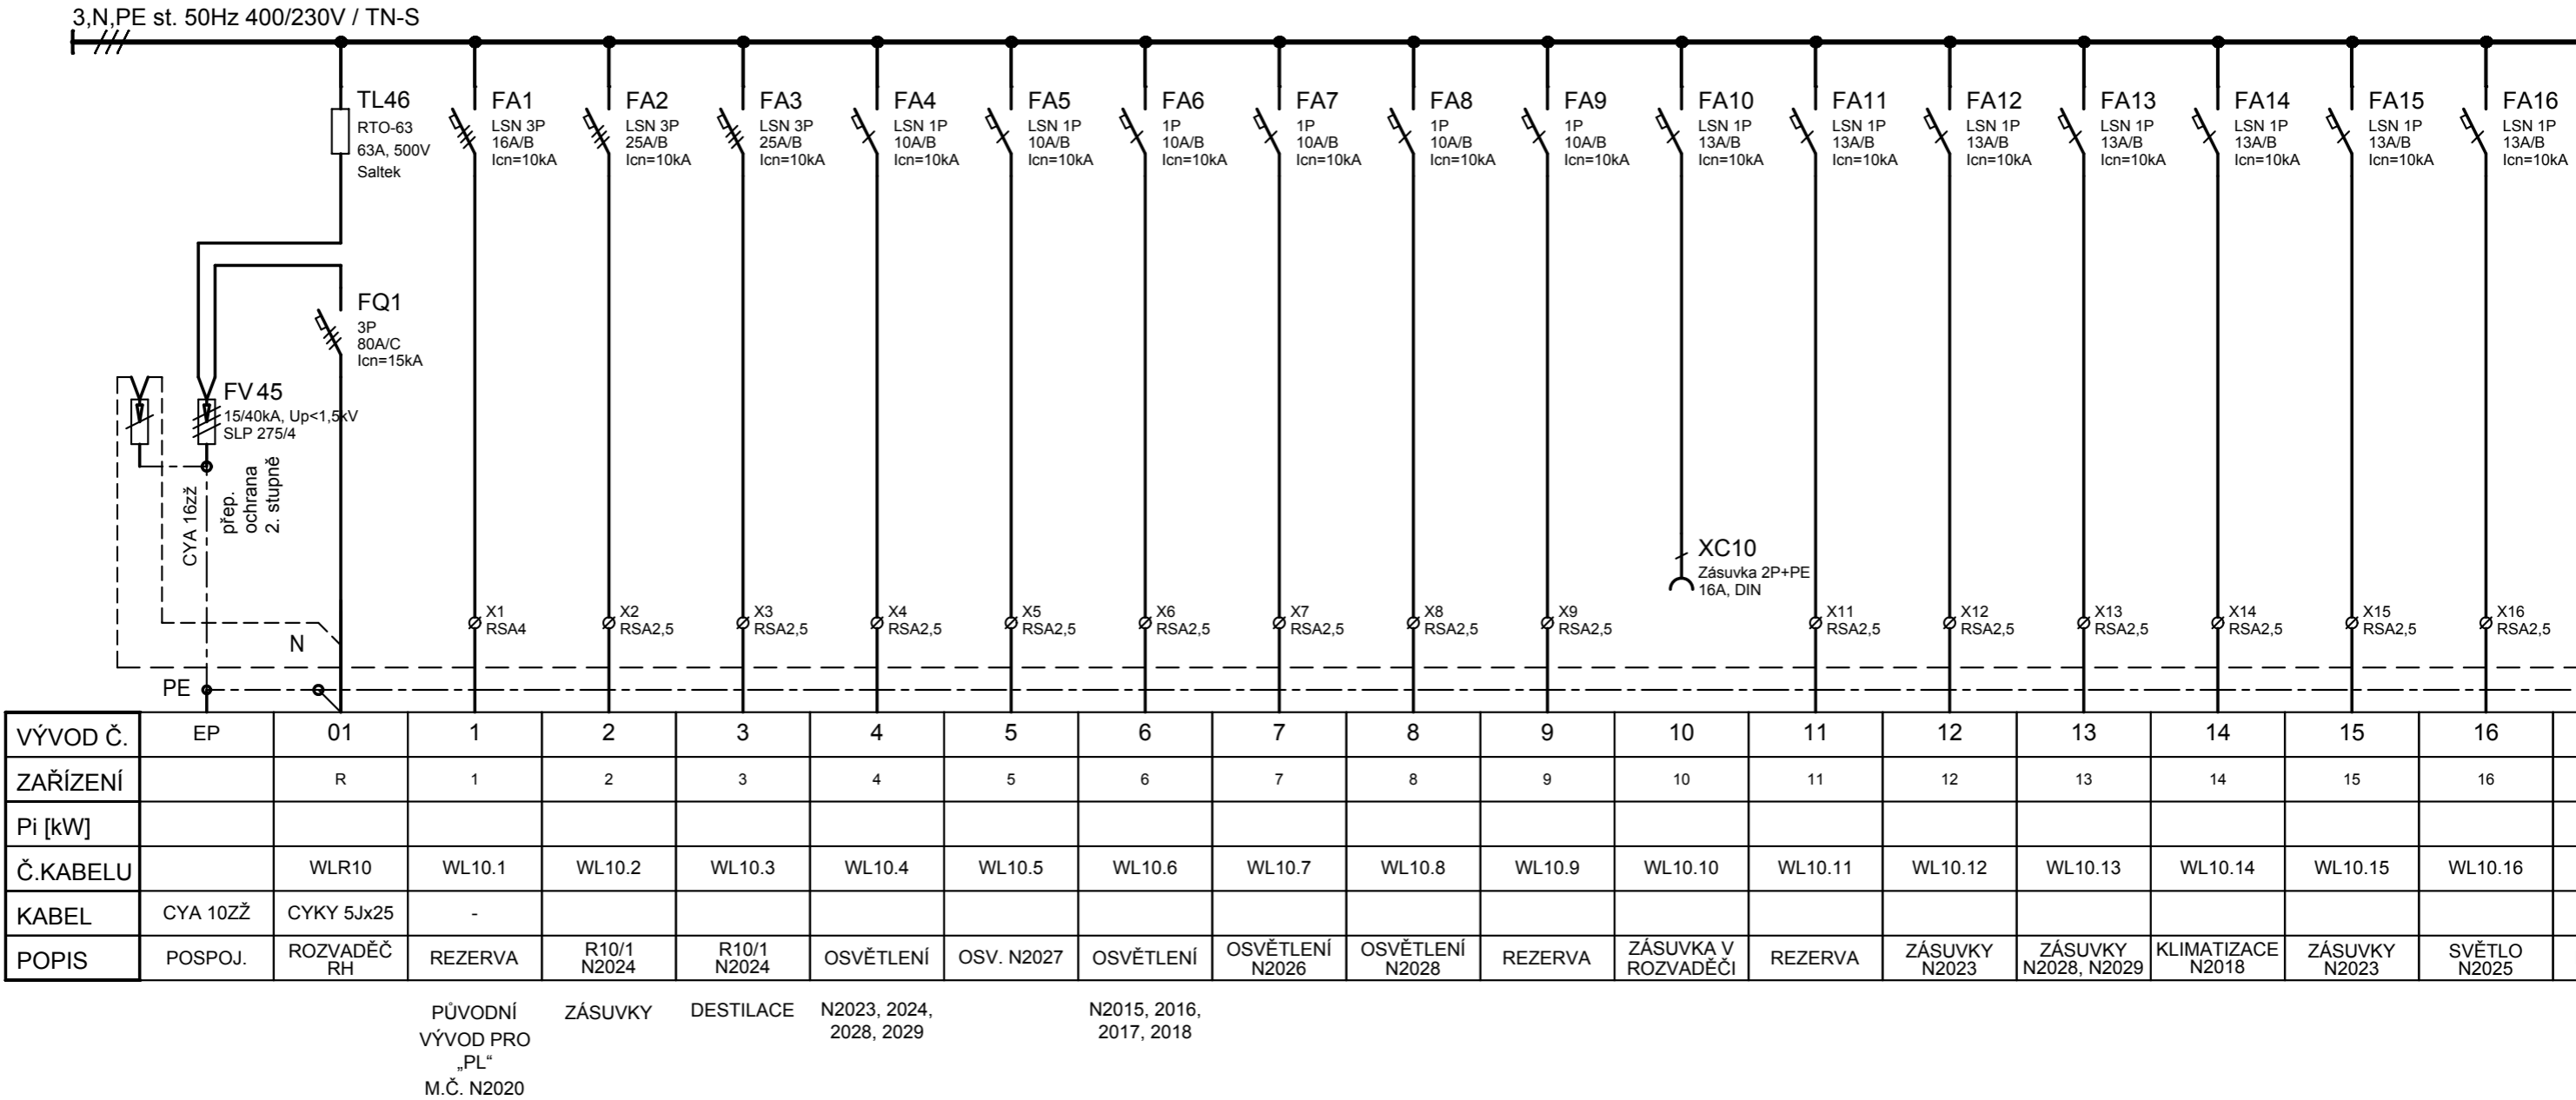 3,N,PE st. 50Hz 400/230V / TN-S
TL46
RTO-63
63A, 500V
Saltek
FA1
LSN 3P
16A/B
Icn=10kA
FA2
LSN 3P
25A/B
Icn=10kA
FA3
LSN 3P
25A/B
Icn=10kA
FA4
LSN 1P
10A/B
Icn=10kA
FA5
LSN 1P
10A/B
Icn=10kA
FA6
1P
10A/B
Icn=10kA
FA7
1P
10A/B
Icn=10kA
FA8
1P
10A/B
Icn=10kA
FA9
1P
10A/B
Icn=10kA
FA10
LSN 1P
13A/B
Icn=10kA
FA11
LSN 1P
13A/B
Icn=10kA
FA12
LSN 1P
13A/B
Icn=10kA
FA13
LSN 1P
13A/B
Icn=10kA
FA14
LSN 1P
13A/B
Icn=10kA
FA15
LSN 1P
13A/B
Icn=10kA
FA16
LSN 1P
13A/B
Icn=10kA
FQ1
3P
80A/C
Icn=15kA
FV45
15/40kA, Up<1,5kV
SLP 275/4
CYA 16zž
přep.
ochrana
2. stupně
XC10
Zásuvka 2P+PE
16A, DIN
X1
RSA4
X2
RSA2,5
X3
RSA2,5
X4
RSA2,5
X5
RSA2,5
X6
RSA2,5
X7
RSA2,5
X8
RSA2,5
X9
RSA2,5
X11
RSA2,5
X12
RSA2,5
X13
RSA2,5
X14
RSA2,5
X15
RSA2,5
X16
RSA2,5
N
PE
VÝVOD Č. EP 01 1 2 3 4 5 6 7 8 9 10 11 12 13 14 15 16
ZAŘÍZENÍ R 1 2 3 4 5 6 7 8 9 10 11 12 13 14 15 16
Pi [kW]
Č.KABELU WLR10 WL10.1 WL10.2 WL10.3 WL10.4 WL10.5 WL10.6 WL10.7 WL10.8 WL10.9 WL10.10 WL10.11 WL10.12 WL10.13 WL10.14 WL10.15 WL10.16
KABEL CYA 10ZŽ CYKY 5Jx25 -
POPIS
POSPOJ.
ROZVADĚČ
RH
REZERVA
R10/1
N2024
R10/1
N2024
OSVĚTLENÍ
OSV. N2027
OSVĚTLENÍ
OSVĚTLENÍ
N2026
OSVĚTLENÍ
N2028
REZERVA
ZÁSUVKA V
ROZVADĚČI
REZERVA
ZÁSUVKY
N2023
ZÁSUVKY
N2028, N2029
KLIMATIZACE
N2018
ZÁSUVKY
N2023
SVĚTLO
N2025
PŮVODNÍ
VÝVOD PRO
„PL“
M.Č. N2020
ZÁSUVKY
DESTILACE
N2023, 2024,
2028, 2029
N2015, 2016,
2017, 2018